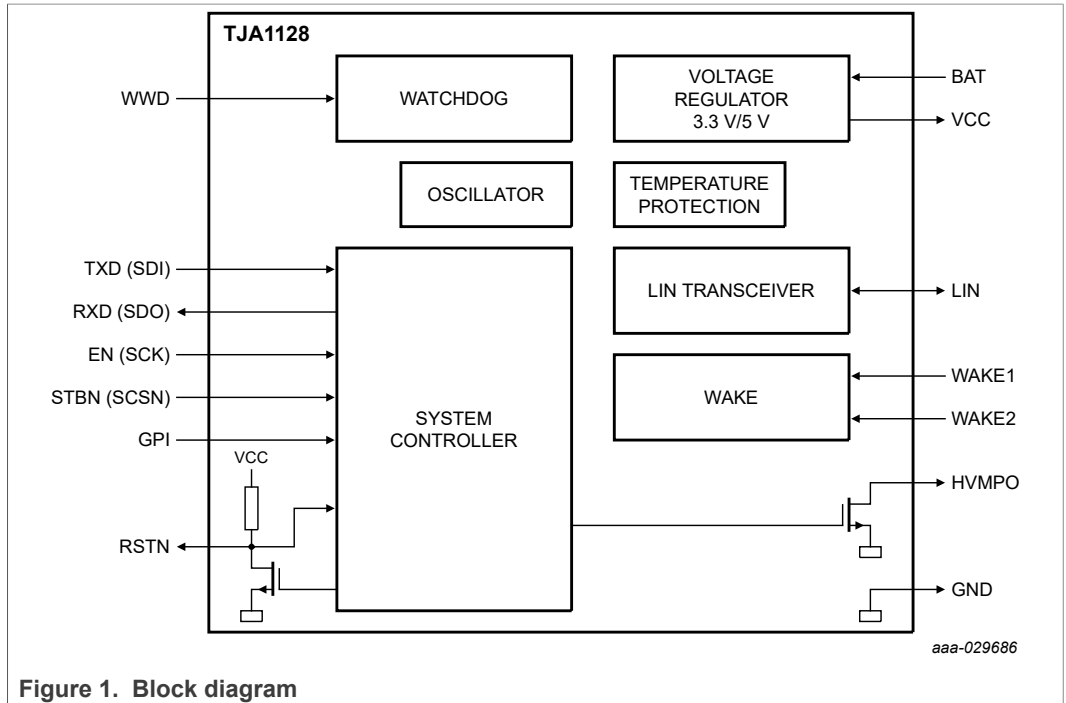 TJA1128
WWD
WATCHDOG
VOLTAGE
REGULATOR
3.3 V/5 V
BAT
VCC
OSCILLATOR
TEMPERATURE
PROTECTION
TXD (SDI)
RXD (SDO)
EN (SCK)
STBN (SCSN)
GPI
VCC
RSTN
SYSTEM
CONTROLLER
LIN TRANSCEIVER
LIN
WAKE
WAKE1
WAKE2
HVMPO
GND
aaa-029686
Figure 1. Block diagram